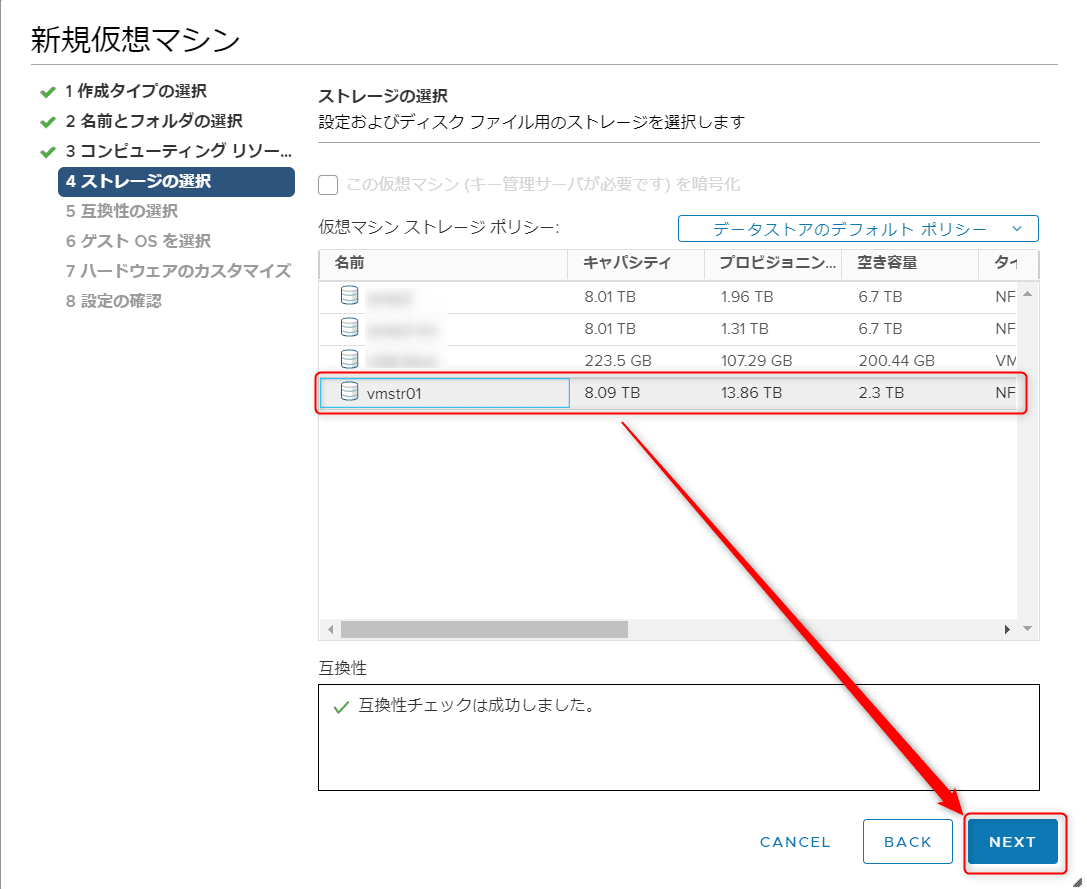 新規仮想マシン
1 作成タイプの選択
2 名前とフォルダの選択
3 コンピューティング リソー...
4 ストレージの選択
5 互換性の選択
6 ゲスト OS を選択
7 ハードウェアのカスタマイズ
8 設定の確認
ストレージの選択
設定およびディスク ファイル用のストレージを選択します
この仮想マシン (キー管理サーバが必要です) を暗号化
仮想マシン ストレージ ポリシー: データストアのデフォルト ポリシー
名前 キャパシティ プロビジョニン... 空き容量 タイ
8.01 TB 1.96 TB 6.7 TB NF
8.01 TB 1.31 TB 6.7 TB NF
223.5 GB 107.29 GB 200.44 GB VM
vmstr01 8.09 TB 13.86 TB 2.3 TB NF
互換性
互換性チェックは成功しました。
CANCEL BACK NEXT